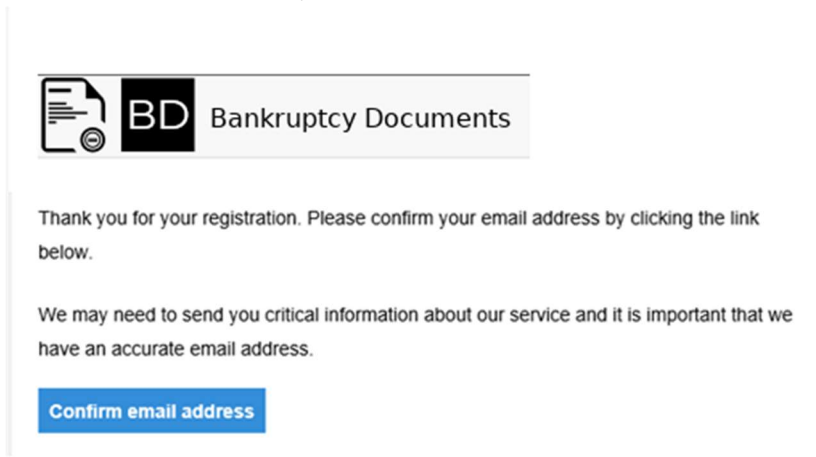 BD Bankruptcy Documents
Thank you for your registration. Please confirm your email address by clicking the link
below.
We may need to send you critical information about our service and it is important that we
have an accurate email address.
Confirm email address